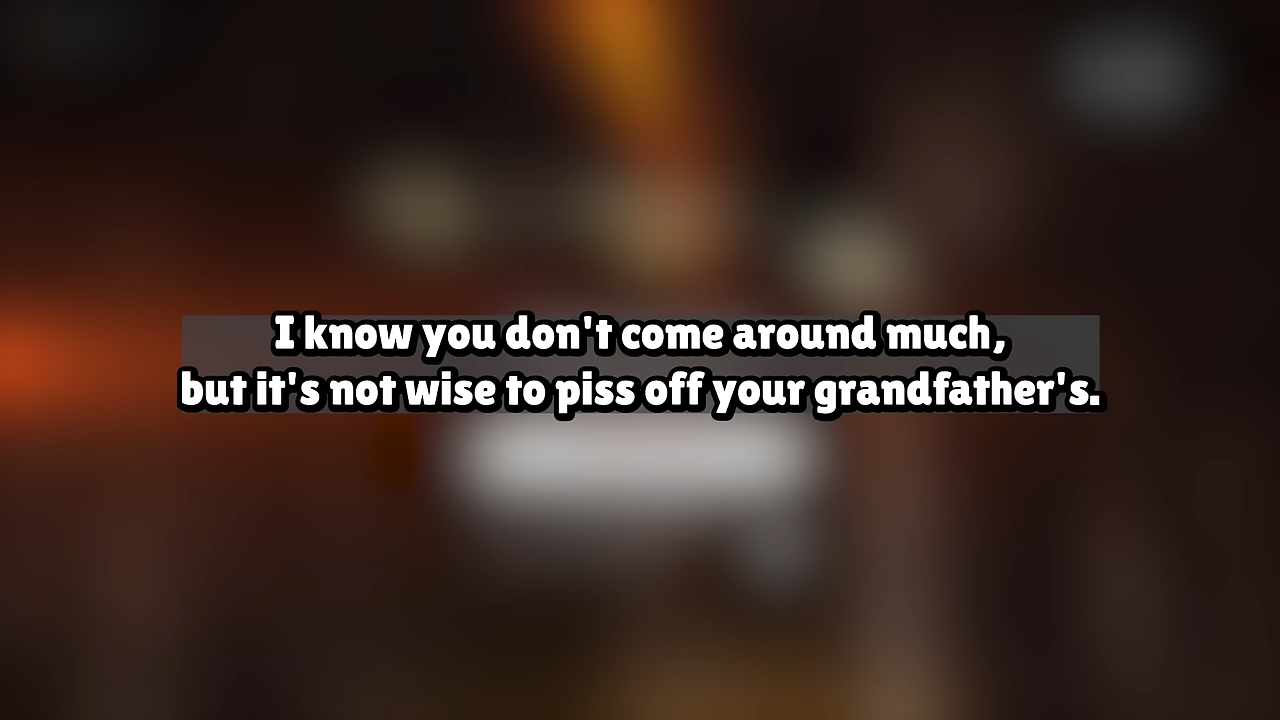 I know you don't come around much,
but it's not wise to piss off your grandfather's.